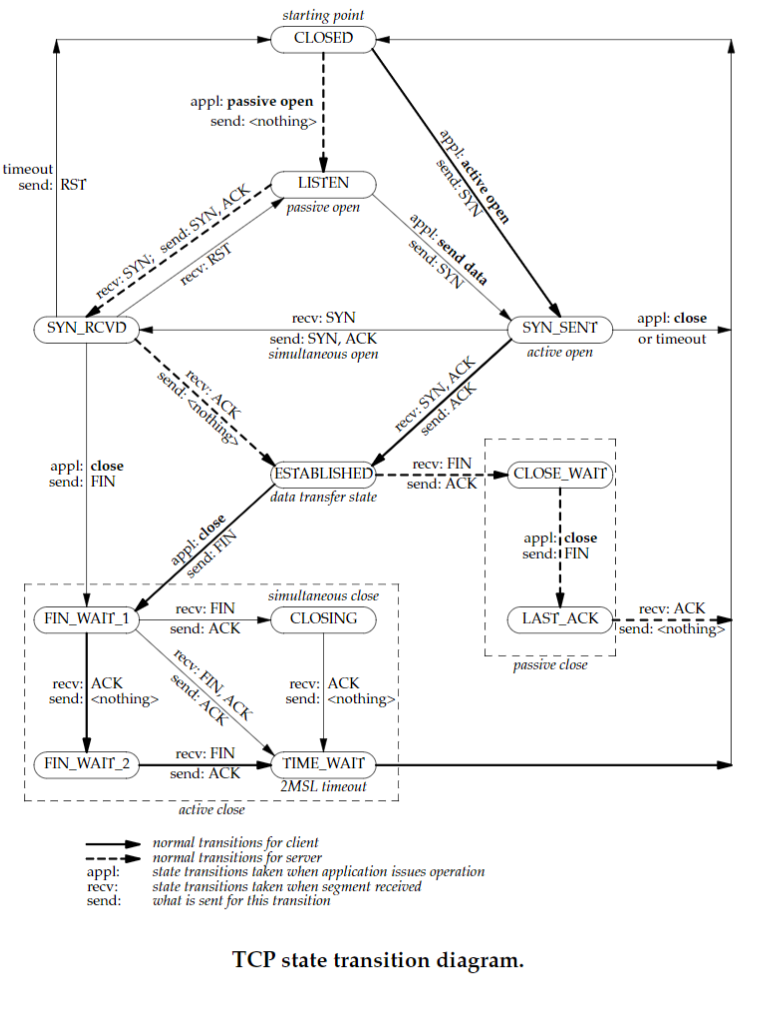 starting point
CLOSED
appl: passive open
send: <nothing>
appl: active open
send: SYN
timeout
send: RST
LISTEN
passive open
recv: SYN; send: SYN, ACK
recv: RST
appl: send data
send: SYN
SYN_RCVD
recv: SYN
send: SYN, ACK
simultaneous open
SYN_SENT
active open
appl: close
or timeout
recv: ACK
send: <nothing>
recv: SYN, ACK
send: ACK
appl: close
send: FIN
ESTABLISHED
data transfer state
recv: FIN
send: ACK
CLOSE_WAIT
appl: close
send: FIN
appl: close
send: FIN
LAST_ACK
recv: ACK
send: <nothing>
passive close
FIN_WAIT_1
recv: FIN
send: ACK
simultaneous close
CLOSING
recv: ACK
send: <nothing>
recv: FIN, ACK
send: ACK
recv: ACK
send: <nothing>
FIN_WAIT_2
recv: FIN
send: ACK
TIME_WAIT
2MSL timeout
active close
normal transitions for client
normal transitions for server
appl: state transitions taken when application issues operation
recv: state transitions taken when segment received
send: what is sent for this transition
TCP state transition diagram.